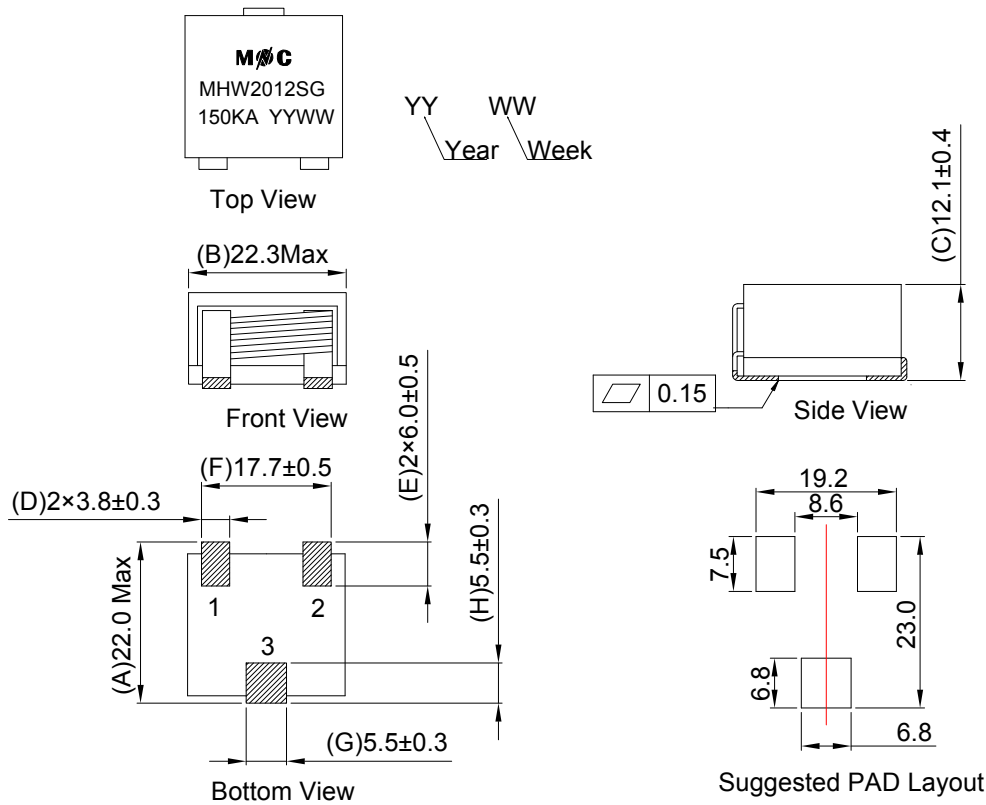 MΦC
MHW2012SG
150KA YYWW
YY WW
Year Week
Top View
(B)22.3Max
(C)12.1±0.4
0.15
Front View
Side View
(F)17.7±0.5
(E)2×6.0±0.5
(D)2×3.8±0.3
(A)22.0 Max
(H)5.5±0.3
1
2
3
(G)5.5±0.3
Bottom View
19.2
8.6
7.5
23.0
6.8
6.8
Suggested PAD Layout